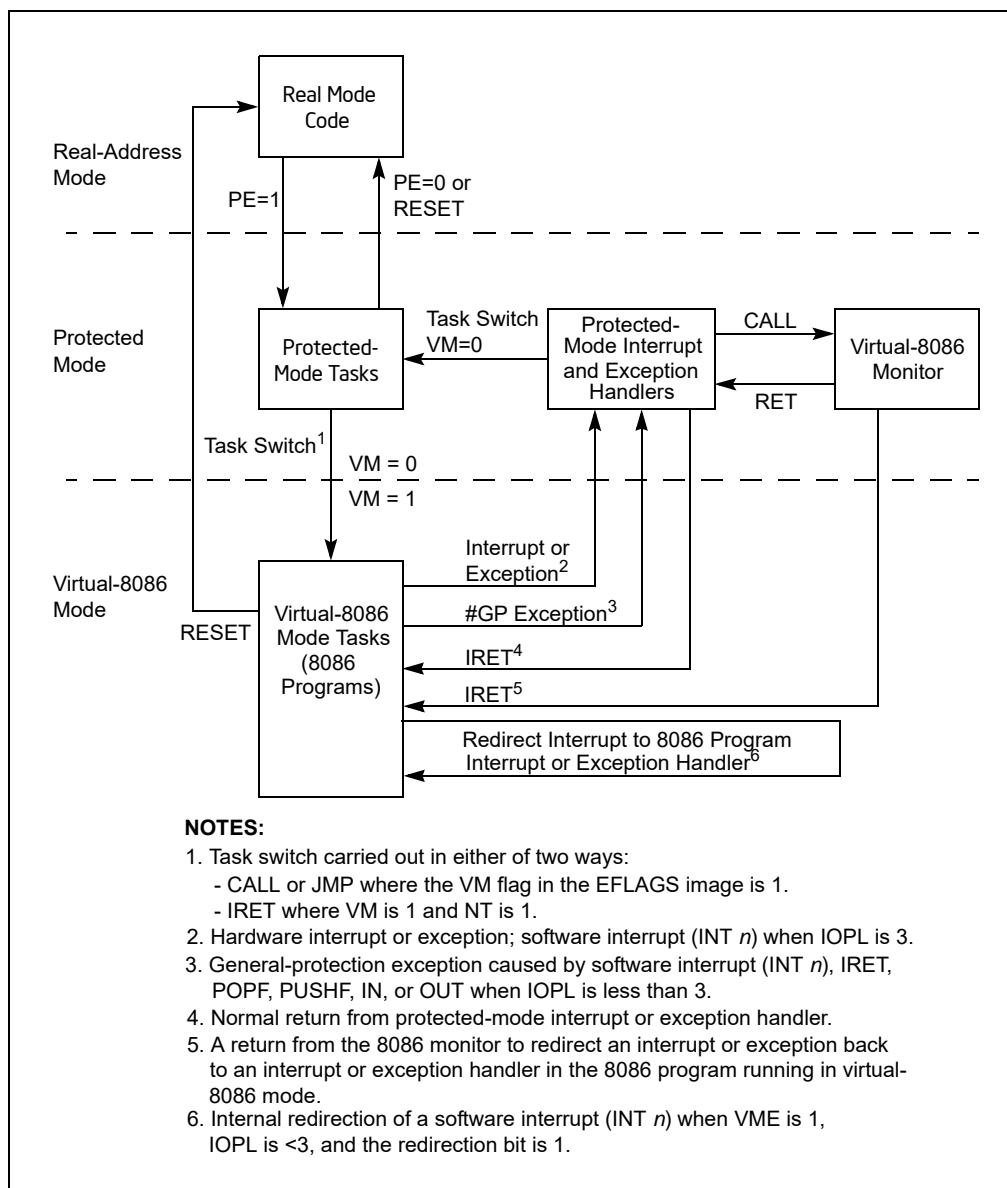 Real Mode
Code
Real-Address
Mode
PE=1
PE=0 or
RESET
Protected
Mode
Protected-
Mode Tasks
Task Switch
VM=0
Protected-
Mode Interrupt
and Exception
Handlers
CALL
RET
Virtual-8086
Monitor
Task Switch1
VM = 0
VM = 1
Virtual-8086
Mode
RESET
Virtual-8086
Mode Tasks
(8086
Programs)
Interrupt or
Exception2
#GP Exception3
IRET4
IRET5
Redirect Interrupt to 8086 Program
Interrupt or Exception Handler6
NOTES:
1. Task switch carried out in either of two ways:
- CALL or JMP where the VM flag in the EFLAGS image is 1.
- IRET where VM is 1 and NT is 1.
2. Hardware interrupt or exception; software interrupt (INT n) when IOPL is 3.
3. General-protection exception caused by software interrupt (INT n), IRET,
POPF, PUSHF, IN, or OUT when IOPL is less than 3.
4. Normal return from protected-mode interrupt or exception handler.
5. A return from the 8086 monitor to redirect an interrupt or exception back
to an interrupt or exception handler in the 8086 program running in virtual-
8086 mode.
6. Internal redirection of a software interrupt (INT n) when VME is 1,
IOPL is <3, and the redirection bit is 1.